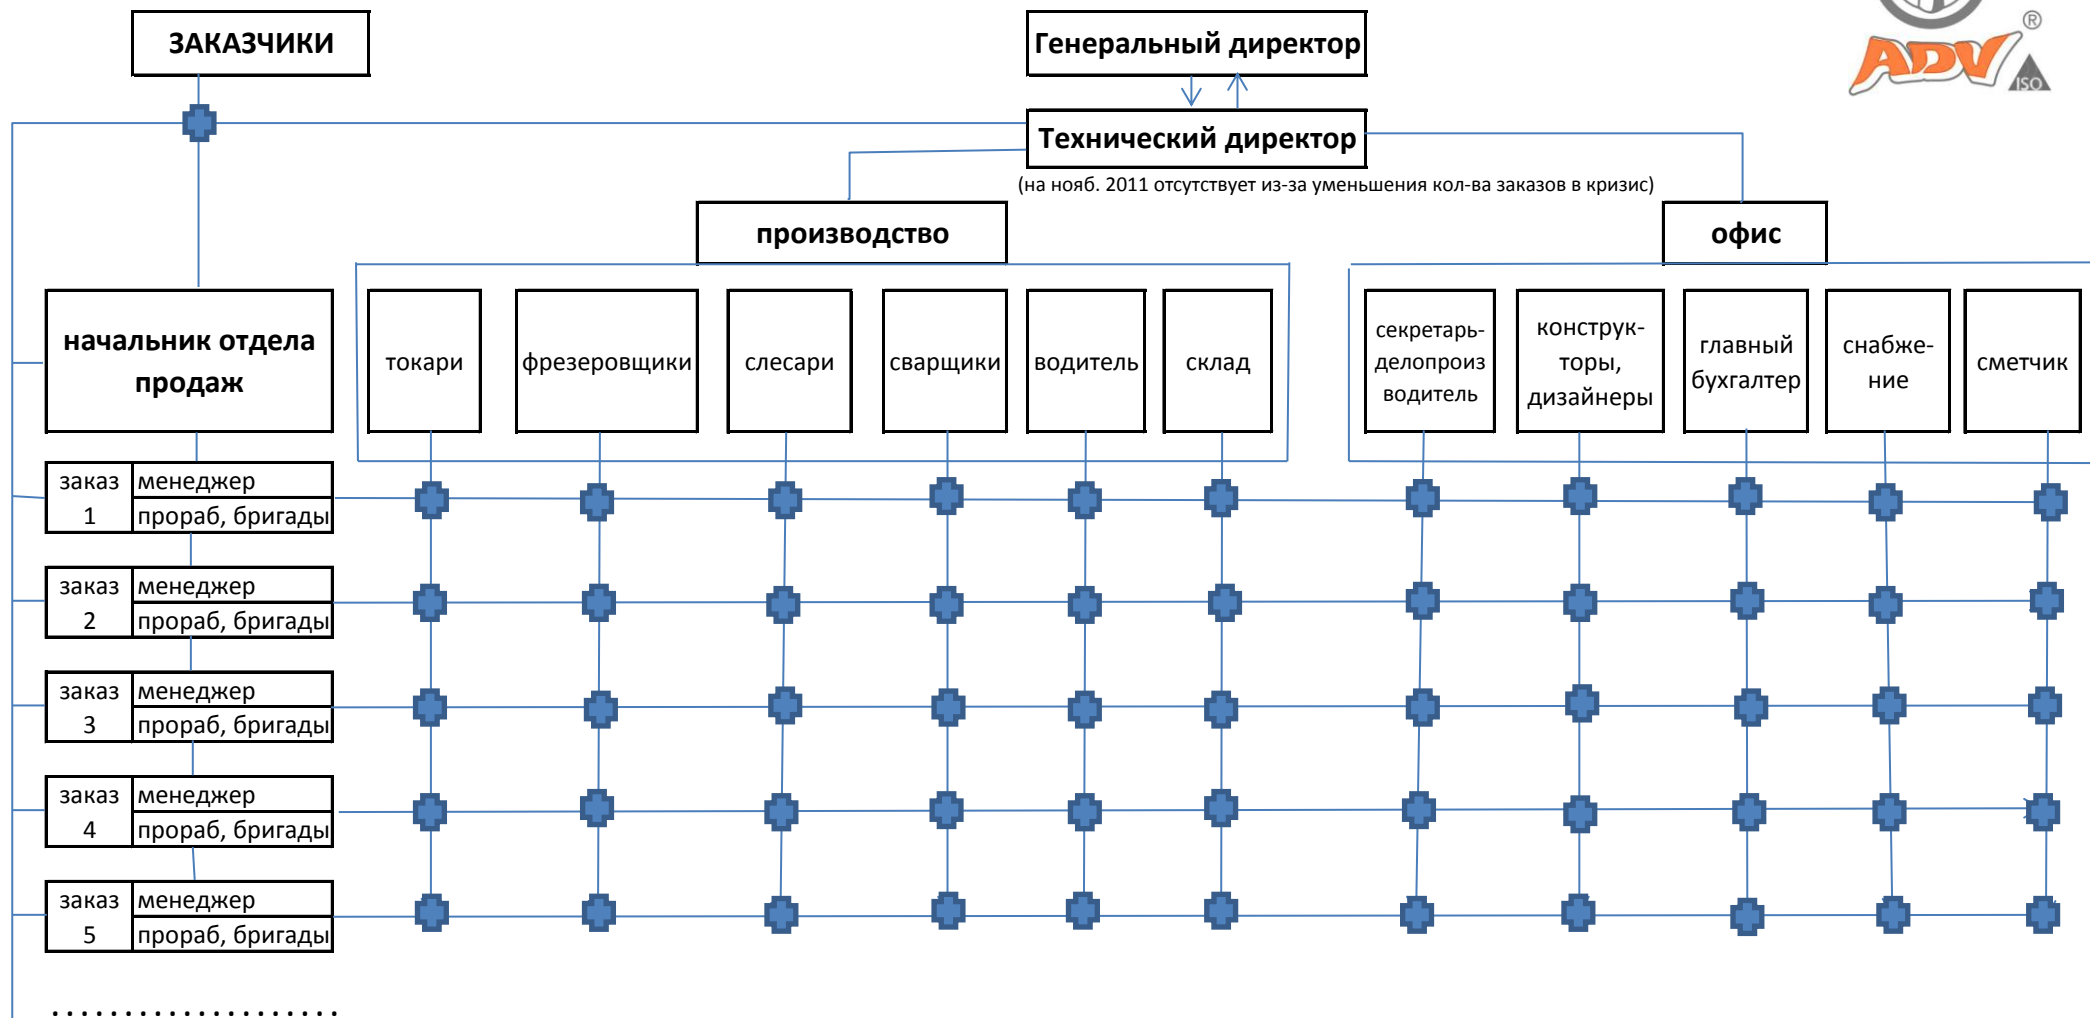 ЗАКАЗЧИКИ
Генеральный директор
®
ADV
ISO
Технический директор
(на нояб. 2011 отсутствует из-за уменьшения кол-ва заказов в кризис)
производство
офис
начальник отдела
продаж
токари
фрезеровщики
слесари
сварщики
водитель
склад
секретарь-
делопроиз
водитель
конструк-
торы,
дизайнеры
главный
бухгалтер
снабже-
ние
сметчик
заказ
1
менеджер
прораб, бригады
заказ
2
менеджер
прораб, бригады
заказ
3
менеджер
прораб, бригады
заказ
4
менеджер
прораб, бригады
заказ
5
менеджер
прораб, бригады
. . . . . . . . . . . . . . . . . . . .